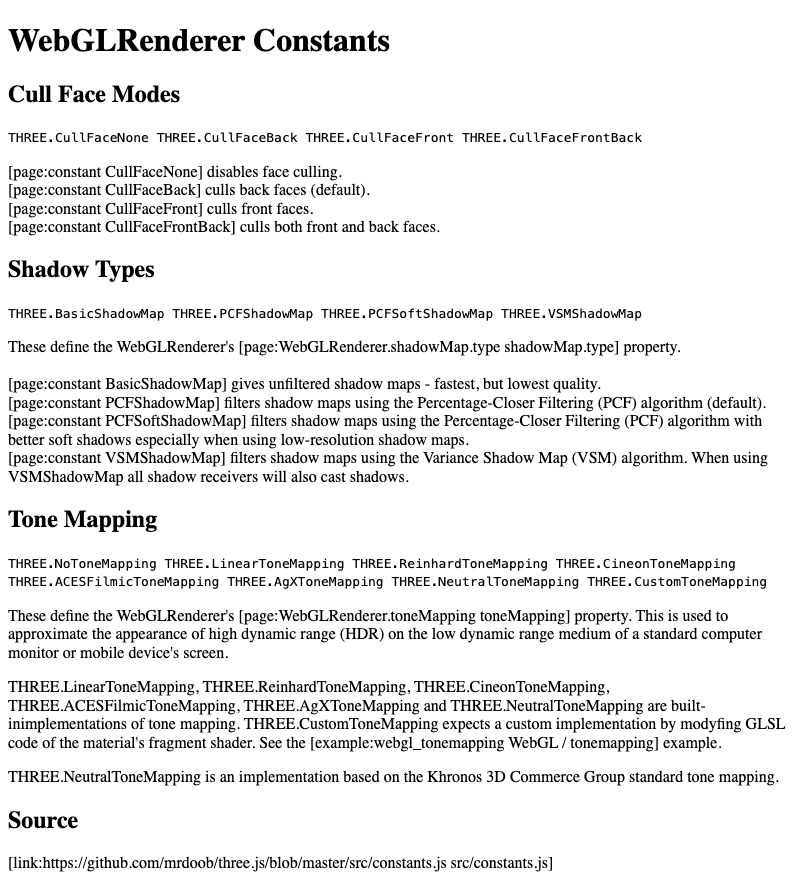 WebGLRenderer Constants
Cull Face Modes
THREE.CullFaceNone THREE.CullFaceBack THREE.CullFaceFront THREE.CullFaceFrontBack
[page:constant CullFaceNone] disables face culling.
[page:constant CullFaceBack] culls back faces (default).
[page:constant CullFaceFront] culls front faces.
[page:constant CullFaceFrontBack] culls both front and back faces.
Shadow Types
THREE.BasicShadowMap THREE.PCFShadowMap THREE.PCFSoftShadowMap THREE.VSMShadowMap
These define the WebGLRenderer's [page:WebGLRenderer.shadowMap.type shadowMap.type] property.
[page:constant BasicShadowMap] gives unfiltered shadow maps - fastest, but lowest quality.
[page:constant PCFShadowMap] filters shadow maps using the Percentage-Closer Filtering (PCF) algorithm (default).
[page:constant PCFSoftShadowMap] filters shadow maps using the Percentage-Closer Filtering (PCF) algorithm with
better soft shadows especially when using low-resolution shadow maps.
[page:constant VSMShadowMap] filters shadow maps using the Variance Shadow Map (VSM) algorithm. When using
VSMShadowMap all shadow receivers will also cast shadows.
Tone Mapping
THREE.NoToneMapping THREE.LinearToneMapping THREE.ReinhardToneMapping THREE.CineonToneMapping
THREE.ACESFilmicToneMapping THREE.AgXToneMapping THREE.NeutralToneMapping THREE.CustomToneMapping
These define the WebGLRenderer's [page:WebGLRenderer.toneMapping toneMapping] property. This is used to
approximate the appearance of high dynamic range (HDR) on the low dynamic range medium of a standard computer
monitor or mobile device's screen.
THREE.LinearToneMapping, THREE.ReinhardToneMapping, THREE.CineonToneMapping,
THREE.ACESFilmicToneMapping, THREE.AgXToneMapping and THREE.NeutralToneMapping are built-
inimplementations of tone mapping. THREE.CustomToneMapping expects a custom implementation by modyfing GLSL
code of the material's fragment shader. See the [example:webgl_tonemapping WebGL / tonemapping] example.
THREE.NeutralToneMapping is an implementation based on the Khronos 3D Commerce Group standard tone mapping.
Source
[link:https://github.com/mrdoob/three.js/blob/master/src/constants.js src/constants.js]